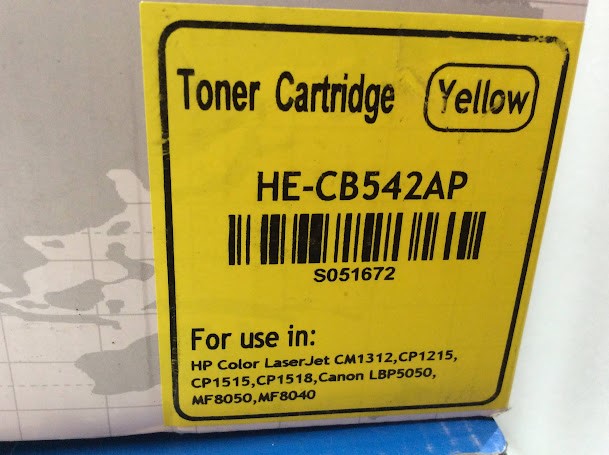 Toner Cartridge Yellow
HE-CB542AP
S051672
For use in:
HP Color LaserJet CM1312,CP1215,
CP1515,CP1518,Canon LBP5050,
MF8050,MF8040